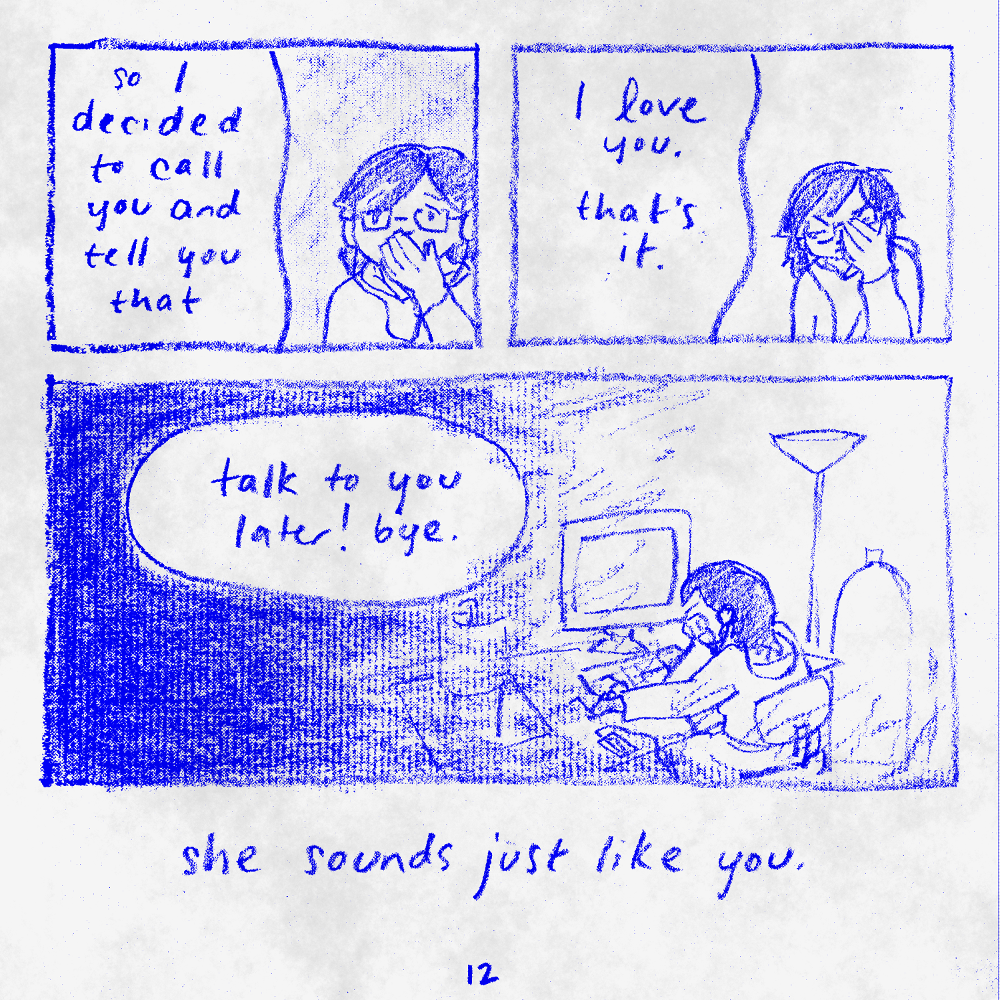 so I
decided
to call
you and
tell you
that
I love
you.
that's
it.
talk to you
later! bye.
she sounds just like you.
12